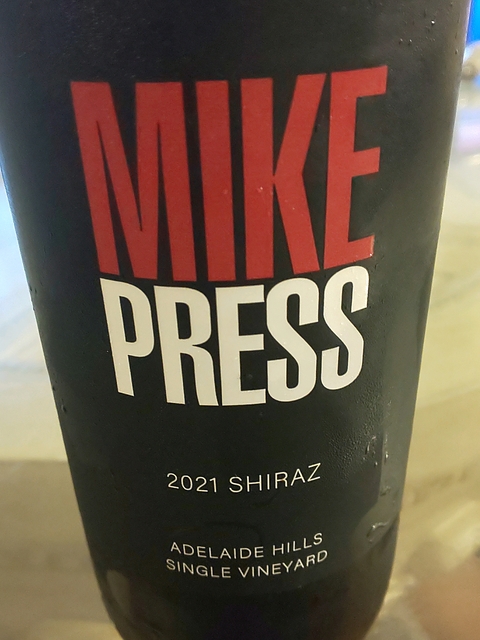 MIKE
PRESS
2021 SHIRAZ
ADELAIDE HILLS
SINGLE VINEYARD